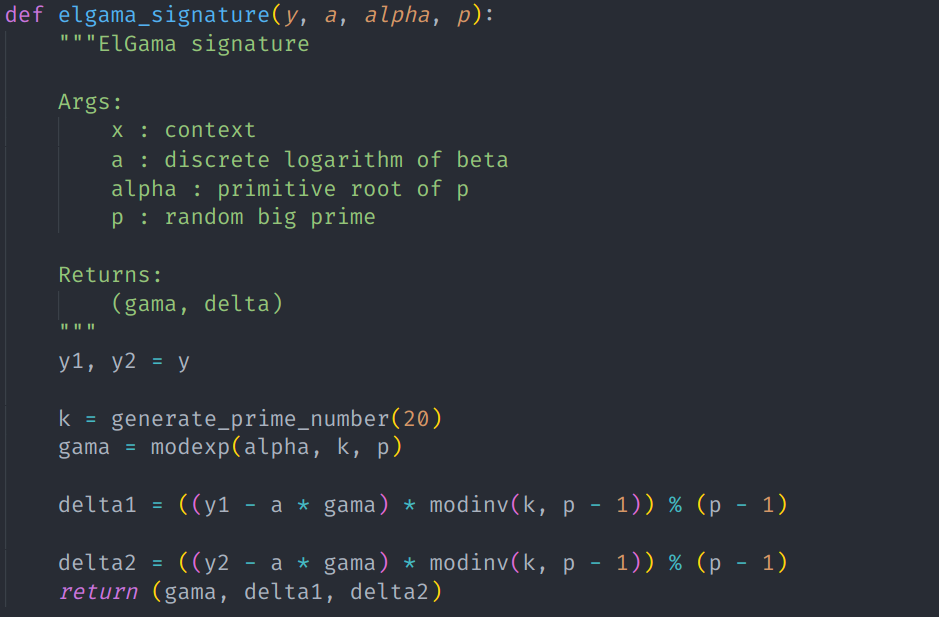 def elgama_signature(y, a, alpha, p):
    """ElGama signature

    Args:
        x : context
        a : discrete logarithm of beta
        alpha : primitive root of p
        p : random big prime

    Returns:
        (gama, delta)
    """
    y1, y2 = y

    k = generate_prime_number(20)
    gama = modexp(alpha, k, p)

    delta1 = ((y1 - a * gama) * modinv(k, p - 1)) % (p - 1)

    delta2 = ((y2 - a * gama) * modinv(k, p - 1)) % (p - 1)
    return (gama, delta1, delta2)